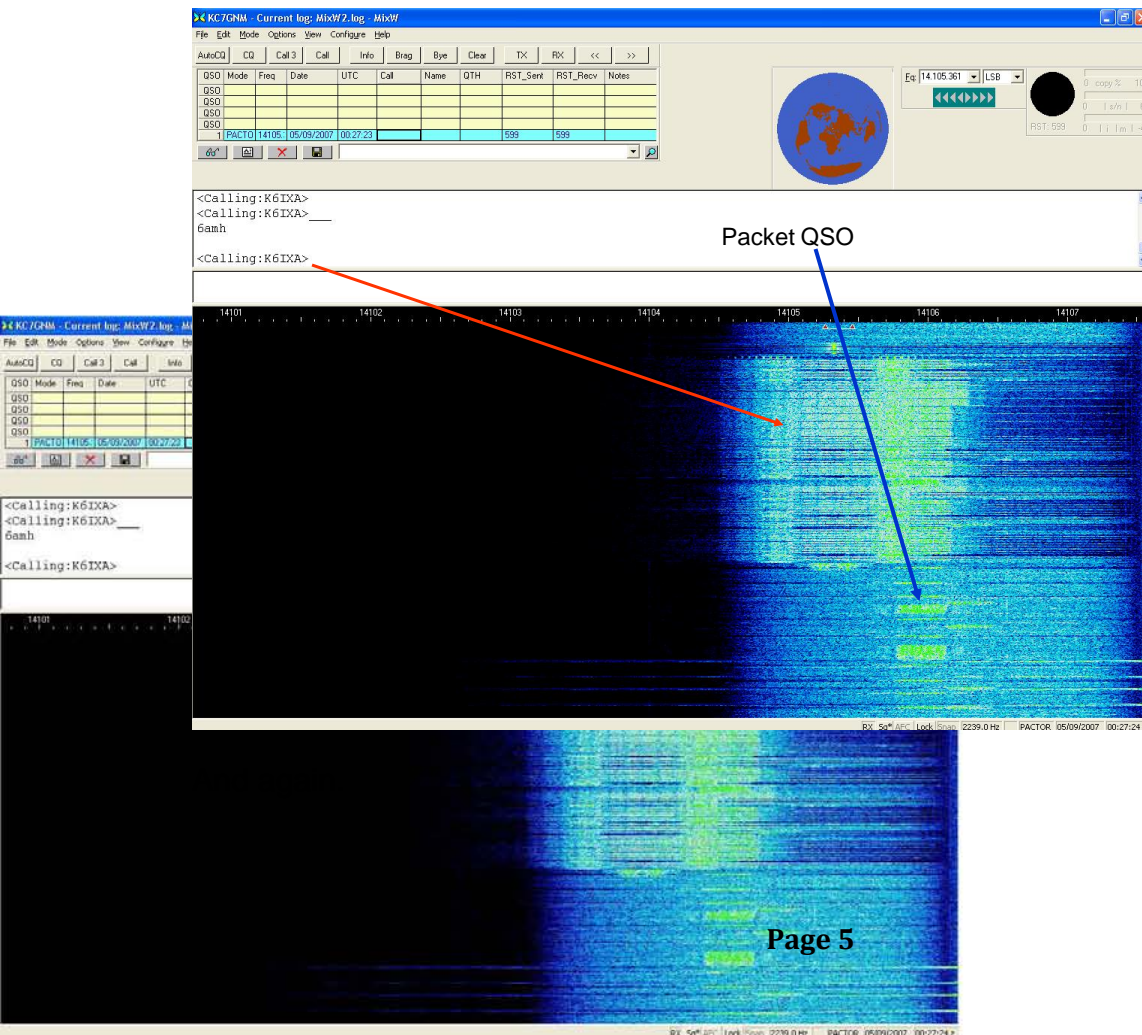 KC7GNM - Current log: MixW2.log - MixW
File Edit Mode Options View Configure Help
AutoCQ CQ Call 3 Call Info Brag Bye Clear TX RX << >>
QSO Mode Freq Date UTC Call Name QTH RST_Sent RST_Recv Notes
QSO
QSO
QSO
QSO
1 PACTO 14105.: 05/09/2007 00:27:23 599 599
Fq: 14.105.361 LSB
0 copy% 10
0 s/n
RST: 599
<Calling:K6IXA>
<Calling:K6IXA>___
6amh
<Calling:K6IXA>
Packet QSO
14101 14102 14103 14104 14105 14106 14107
RX Sq* AFC Lock Snap 2239.0 Hz PACTOR 05/09/2007 00:27:24
KC7GNM - Current log: MixW2.log - Mi
File Edit Mode Options View Configure He
AutoCQ CQ Call 3 Call Info
QSO Mode Freq Date UTC
QSO
QSO
QSO
QSO
1 PACTO 14105.: 05/09/2007 00:27:23
<Calling:K6IXA>
<Calling:K6IXA>___
6amh
<Calling:K6IXA>
14101 14102
Page 5
RX Sq* AFC Lock Snap 2239.0 Hz PACTOR 05/09/2007 00:27:24